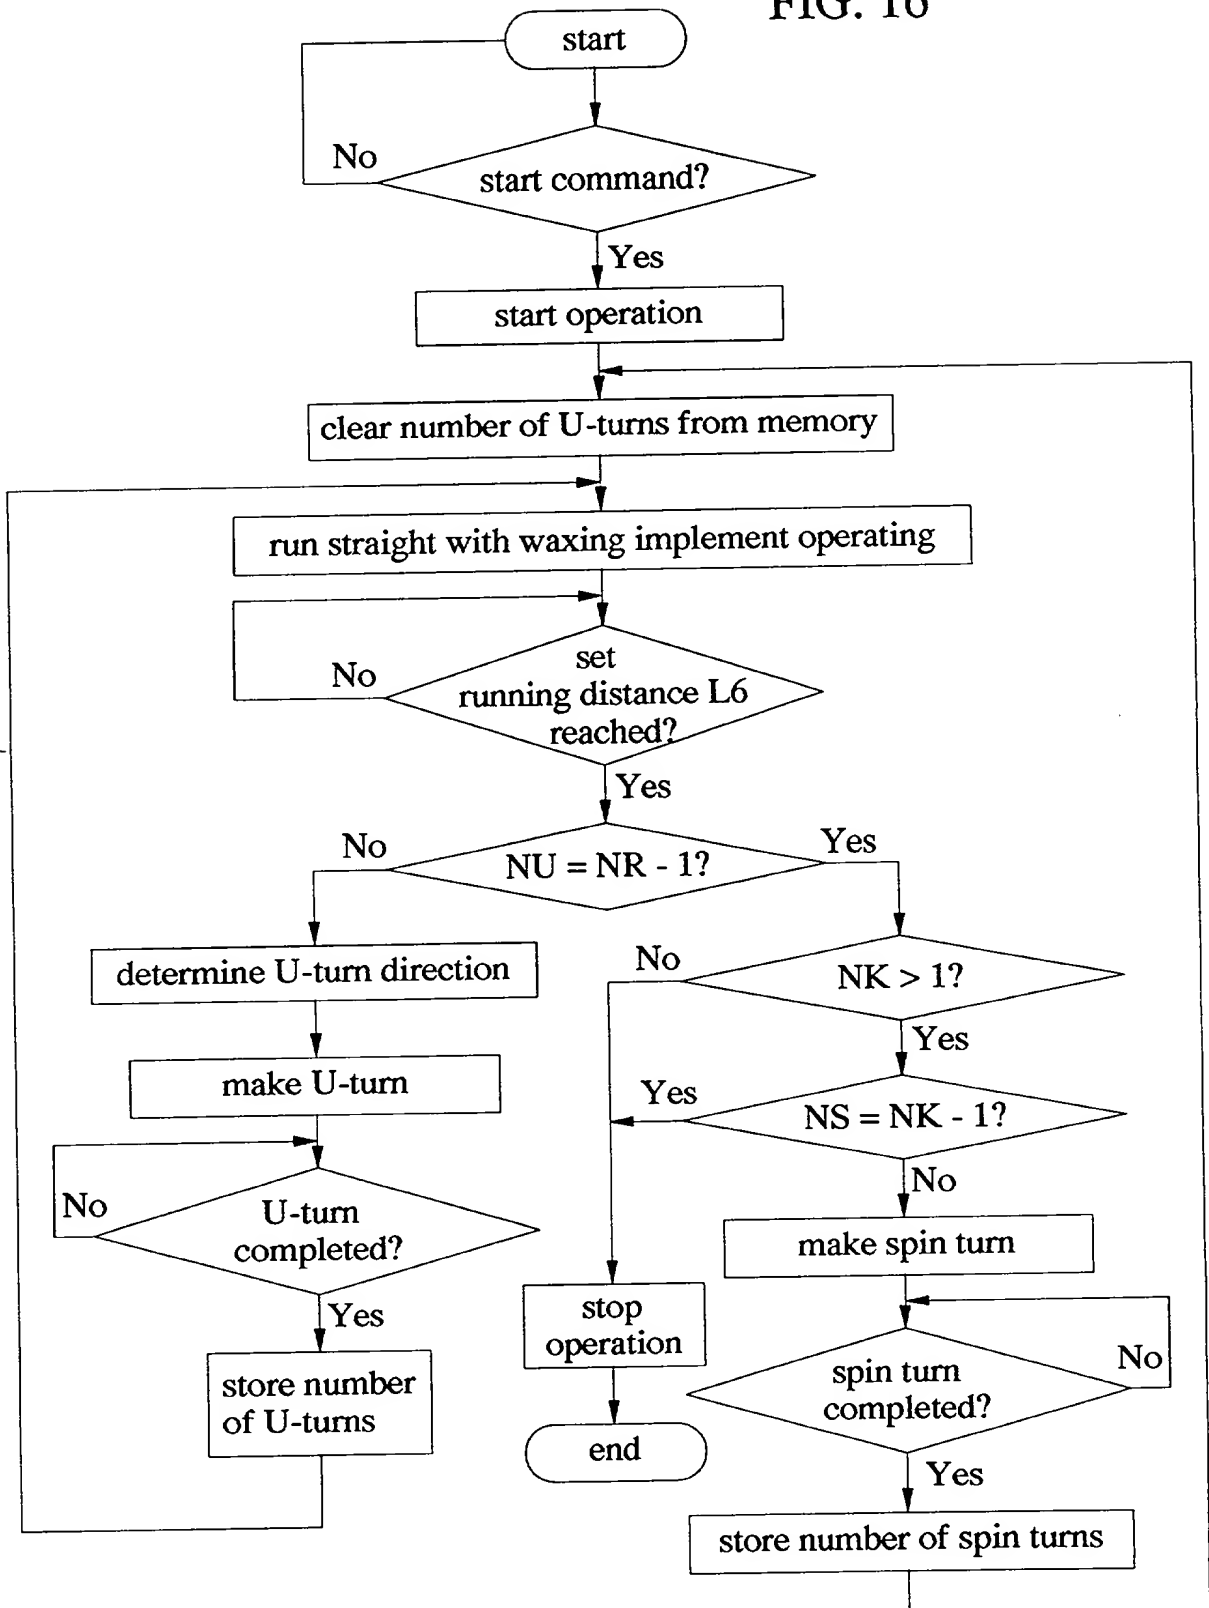 FIG. 16
start
No
start command?
Yes
start operation
clear number of U-turns from memory
run straight with waxing implement operating
No
set
running distance L6
reached?
Yes
No
NU = NR - 1?
Yes
determine U-turn direction
No
NK > 1?
Yes
make U-turn
Yes
NS = NK - 1?
No
No
U-turn
completed?
Yes
make spin turn
stop
operation
No
spin turn
completed?
store number
of U-turns
end
Yes
store number of spin turns